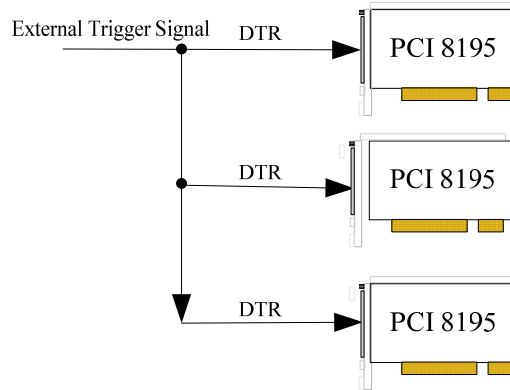 External Trigger Signal
DTR
PCI 8195
DTR
PCI 8195
DTR
PCI 8195